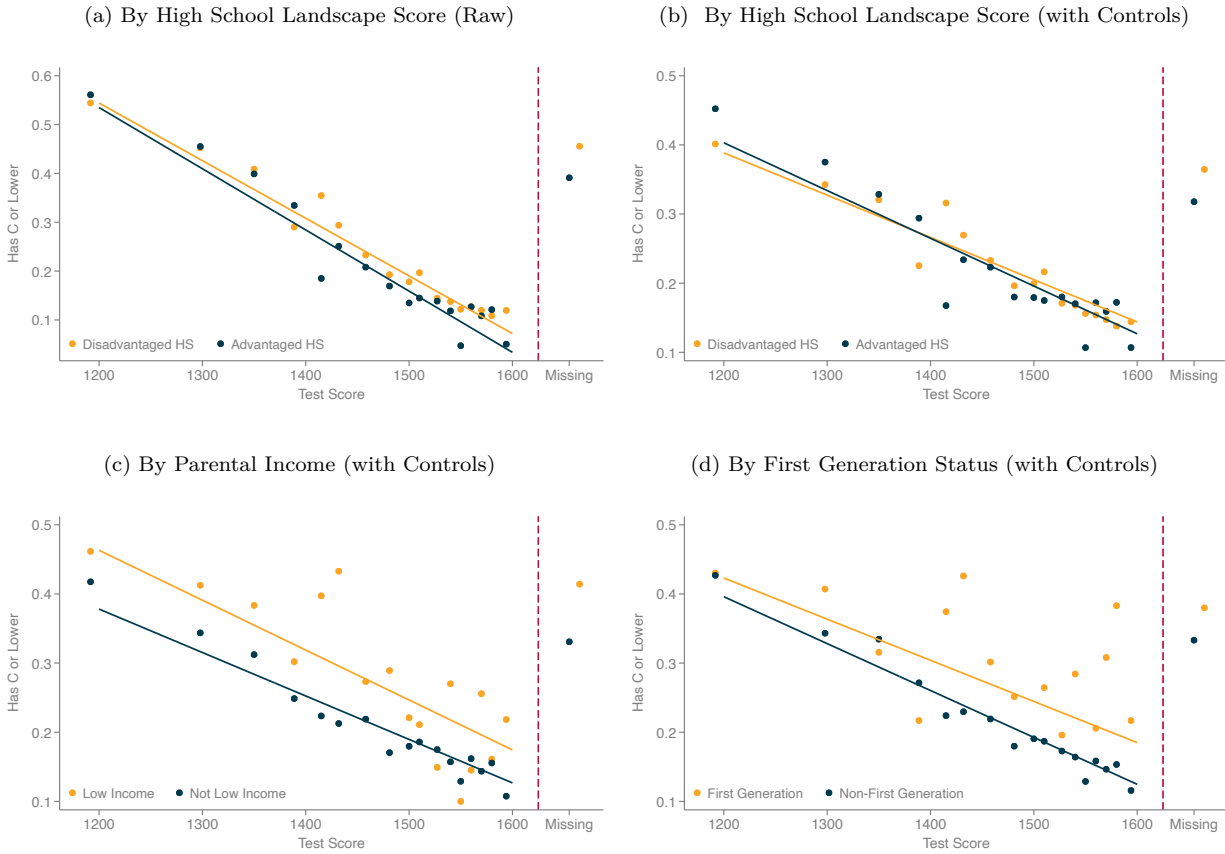 (a) By High School Landscape Score (Raw)
Has C or Lower
0.6
0.5
0.4
0.3
0.2
0.1
Disadvantaged HS Advantaged HS
1200 1300 1400 1500 1600 Missing
Test Score
(b) By High School Landscape Score (with Controls)
Has C or Lower
0.5
0.4
0.3
0.2
0.1
Disadvantaged HS Advantaged HS
1200 1300 1400 1500 1600 Missing
Test Score
(c) By Parental Income (with Controls)
Has C or Lower
0.5
0.4
0.3
0.2
0.1
Low Income Not Low Income
1200 1300 1400 1500 1600 Missing
Test Score
(d) By First Generation Status (with Controls)
Has C or Lower
0.5
0.4
0.3
0.2
0.1
First Generation Non-First Generation
1200 1300 1400 1500 1600 Missing
Test Score